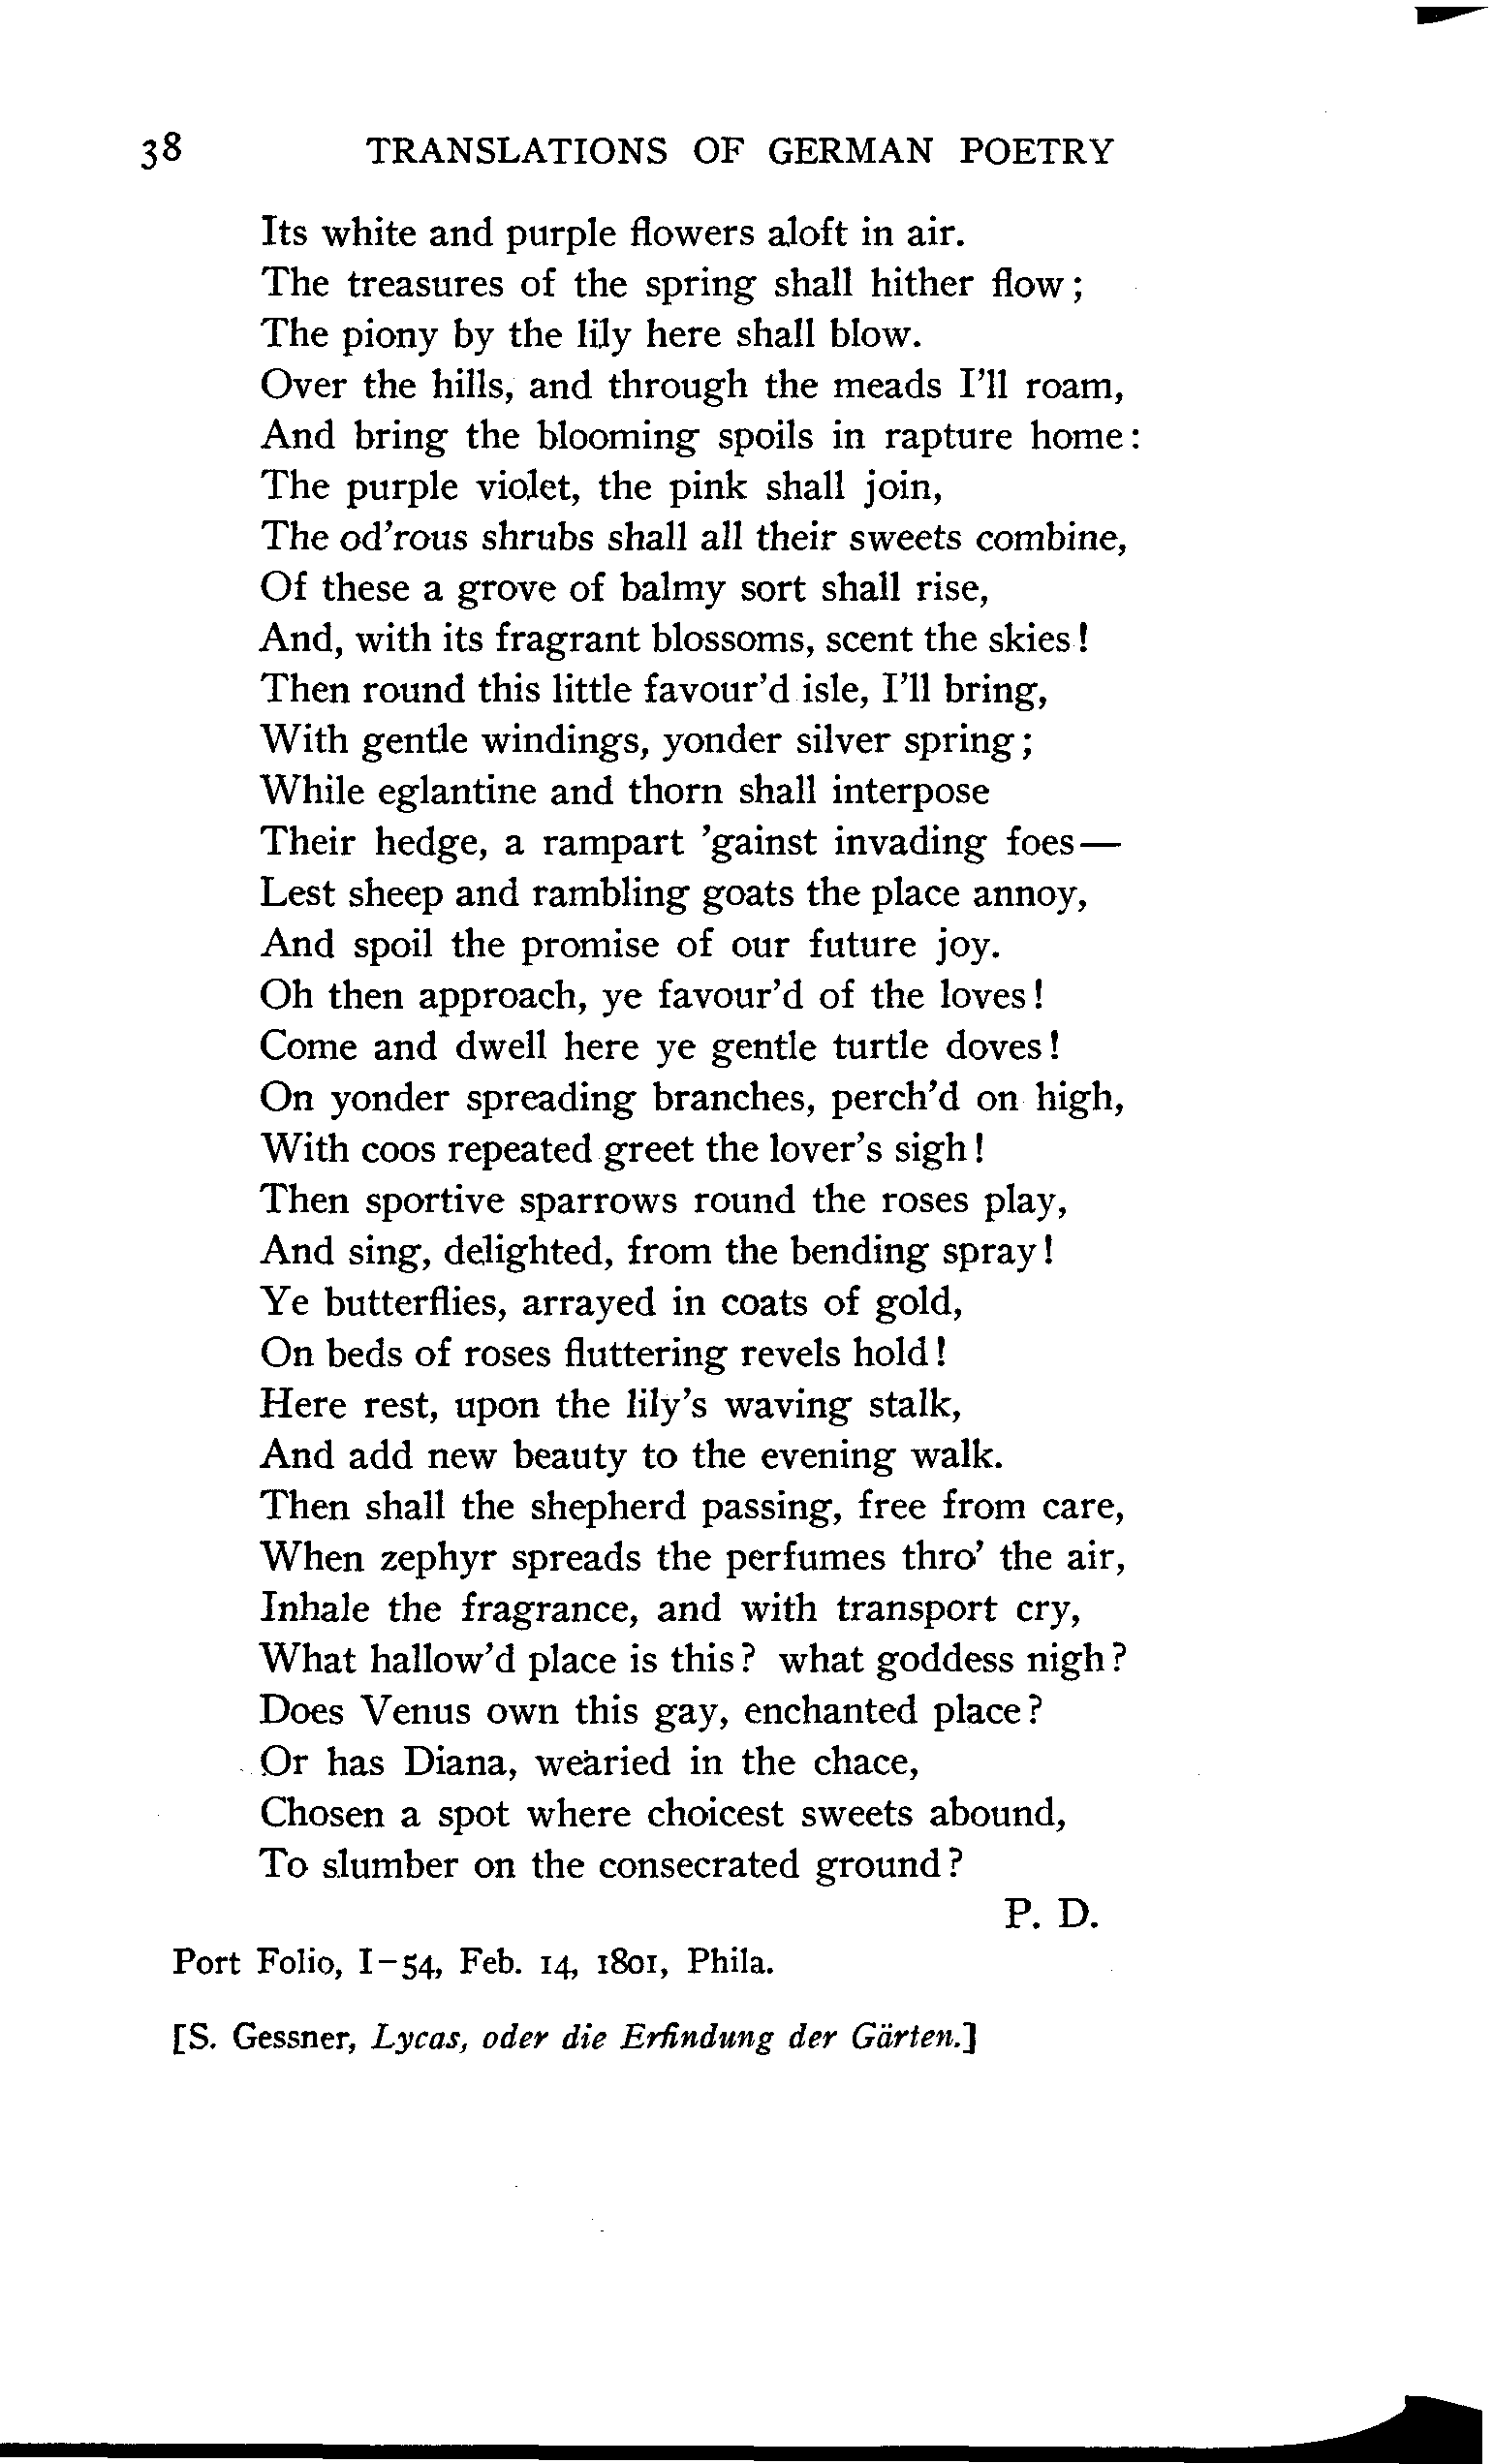 38 TRANSLATIONS OF GERMAN POETRY
Its white and purple flowers aloft in air.
The treasures of the spring shall hither flow;
The piony by the lily here shall blow.
Over the hills, and through the meads I'll roam,
And bring the blooming spoils in rapture home:
The purple violet, the pink shall join,
The od'rous shrubs shall all their sweets combine,
Of these a grove of balmy sort shall rise,
And, with its fragrant blossoms, scent the skies!
Then round this little favour'd isle, I'll bring,
With gentle windings, yonder silver spring;
While eglantine and thorn shall interpose
Their hedge, a rampart 'gainst invading foes—
Lest sheep and rambling goats the place annoy,
And spoil the promise of our future joy.
Oh then approach, ye favour'd of the loves!
Come and dwell here ye gentle turtle doves!
On yonder spreading branches, perch'd on high,
With coos repeated greet the lover's sigh!
Then sportive sparrows round the roses play,
And sing, delighted, from the bending spray!
Ye butterflies, arrayed in coats of gold,
On beds of roses fluttering revels hold!
Here rest, upon the lily's waving stalk,
And add new beauty to the evening walk.
Then shall the shepherd passing, free from care,
When zephyr spreads the perfumes thro' the air,
Inhale the fragrance, and with transport cry,
What hallow'd place is this? what goddess nigh?
Does Venus own this gay, enchanted place?
Or has Diana, wearied in the chace,
Chosen a spot where choicest sweets abound,
To slumber on the consecrated ground?
P. D.
Port Folio, I-54, Feb. 14, 1801, Phila.
[S. Gessner, Lycas, oder die Erfindung der Gärten.]